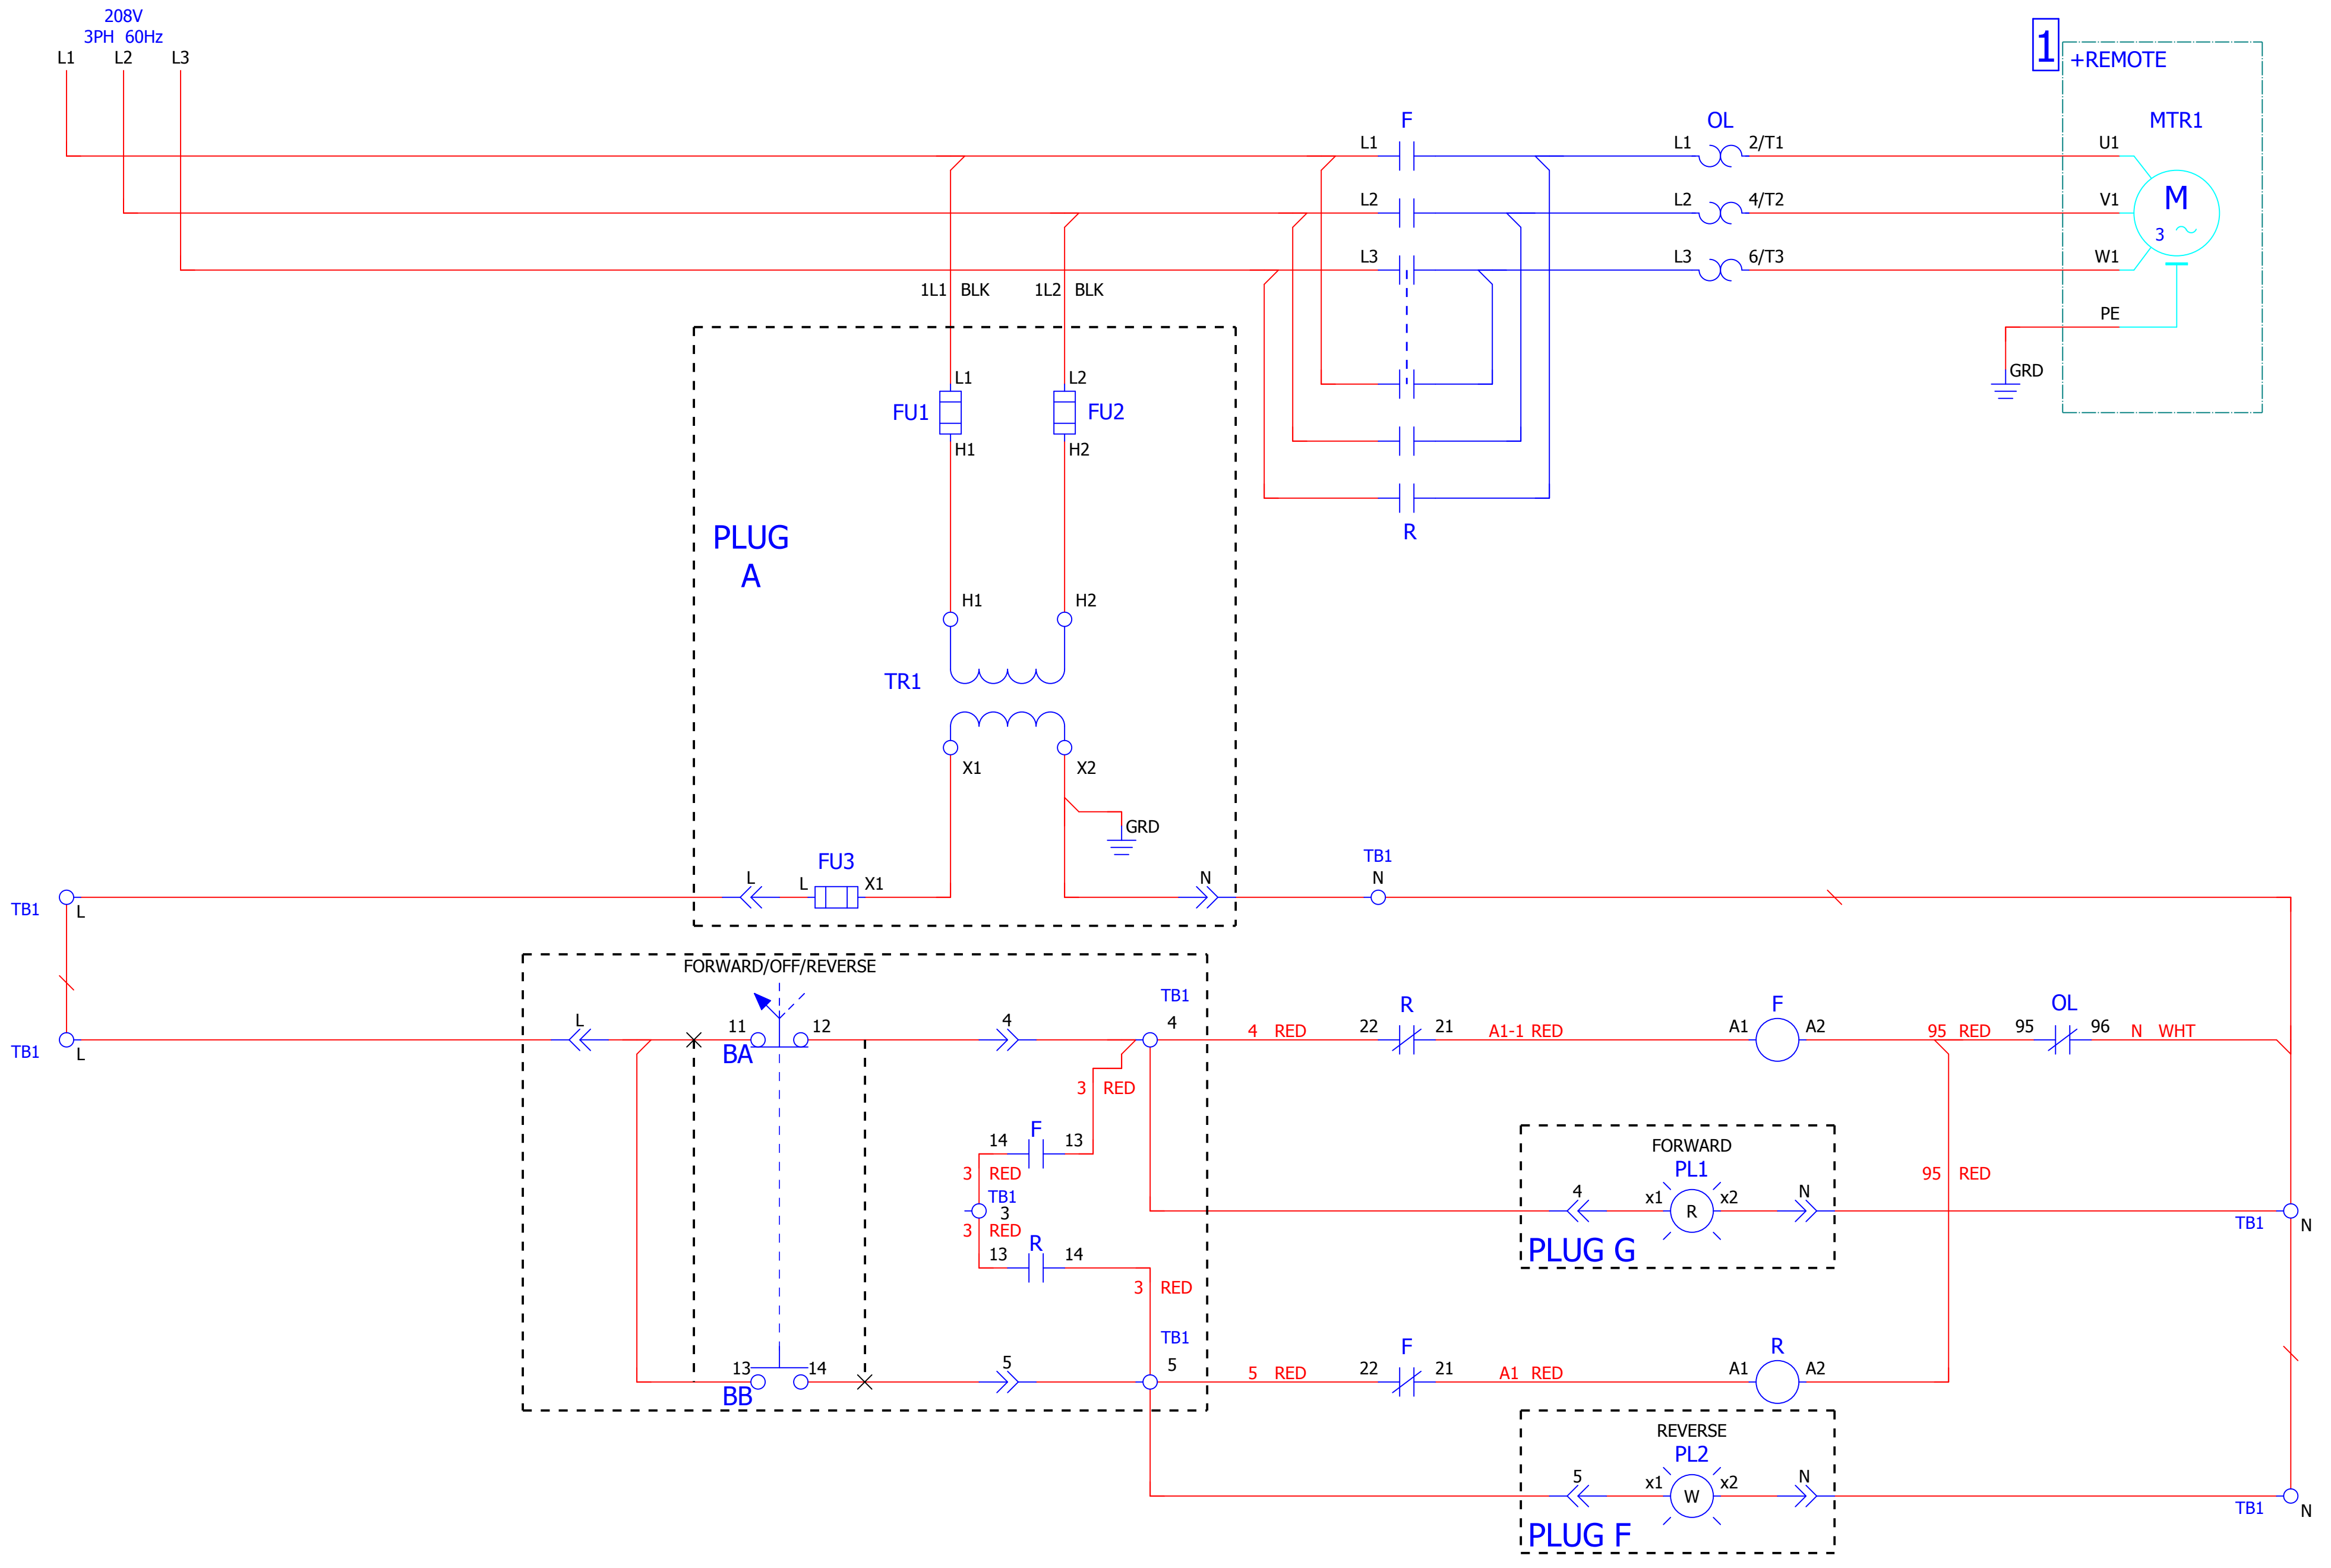 208V
3PH 60Hz
L1 L2 L3
1
+REMOTE
F
OL
MTR1
L1
L1 2/T1
U1
L2
L2 4/T2
V1
M
3
L3
L3 6/T3
W1
1L1 BLK
1L2 BLK
PE
GRD
L1
L2
FU1
FU2
H1
H2
R
PLUG
A
H1
H2
TR1
X1
X2
GRD
FU3
TB1
L
L
X1
N
N
TB1
L
FORWARD/OFF/REVERSE
TB1
4
L
11
12
4
4 RED
R
22
21
A1-1 RED
F
A1
A2
95 RED
OL
95
96
N WHT
TB1
L
BA
3 RED
F
14
13
3 RED
TB1
3
3 RED
R
13
14
3 RED
FORWARD
PL1
4
x1
R
x2
N
PLUG G
95 RED
TB1
N
TB1
5
13
14
BB
5
5 RED
F
22
21
A1 RED
R
A1
A2
REVERSE
PL2
5
x1
W
x2
N
PLUG F
TB1
N